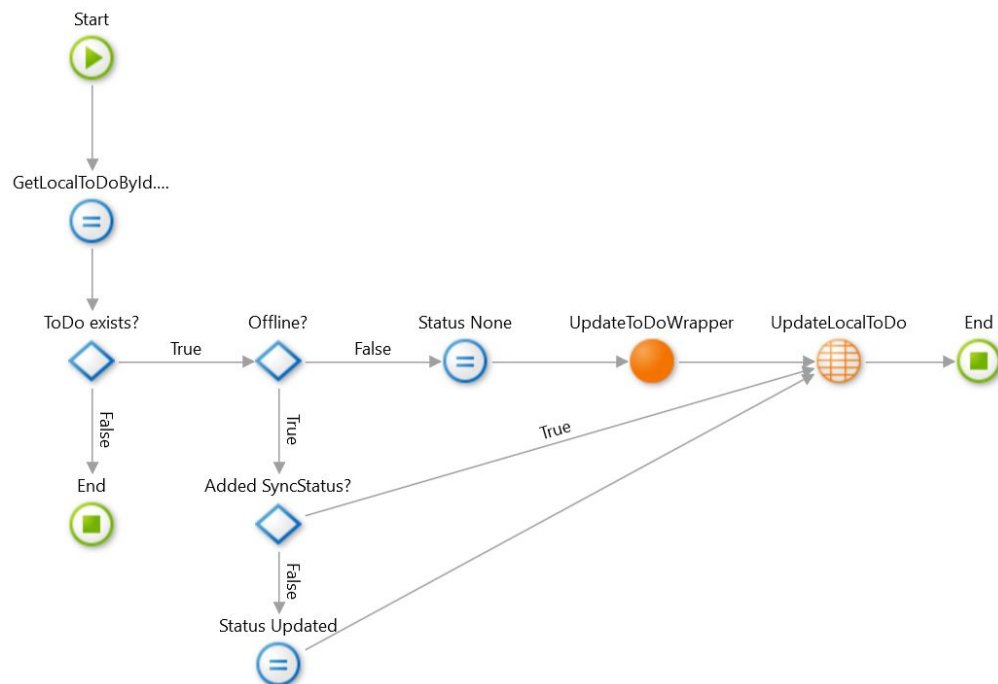 Start
GetLocalToDoById....
ToDo exists?
True
Offline?
False
Status None
UpdateToDoWrapper
UpdateLocalToDo
End
False
True
True
End
Added SyncStatus?
False
Status Updated